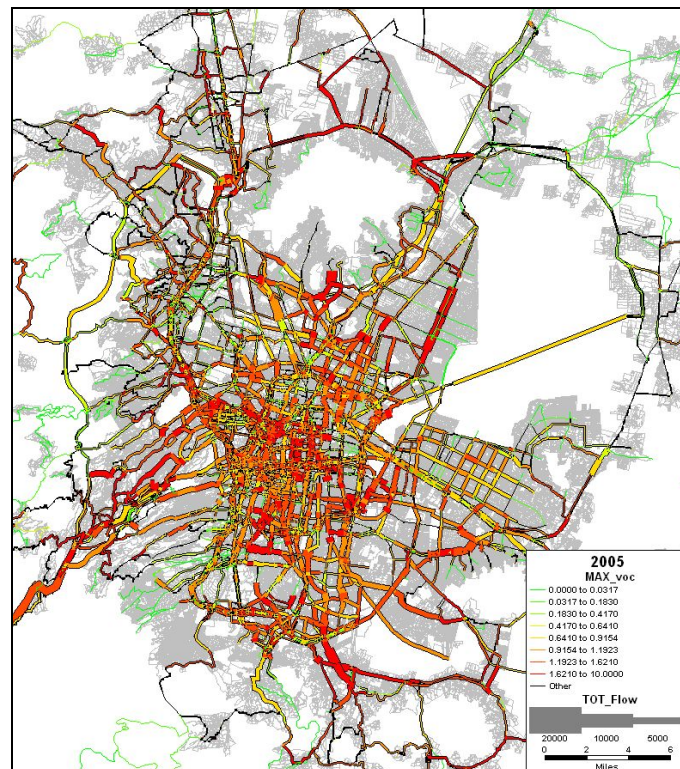 2005
MAX_voc
0.0000 to 0.0317
0.0317 to 0.1830
0.1830 to 0.4170
0.4170 to 0.6410
0.6410 to 0.9154
0.9154 to 1.1923
1.1923 to 1.6210
1.6210 to 10.0000
Other
TOT_Flow
20000 10000 5000
0 2 4 6
Miles